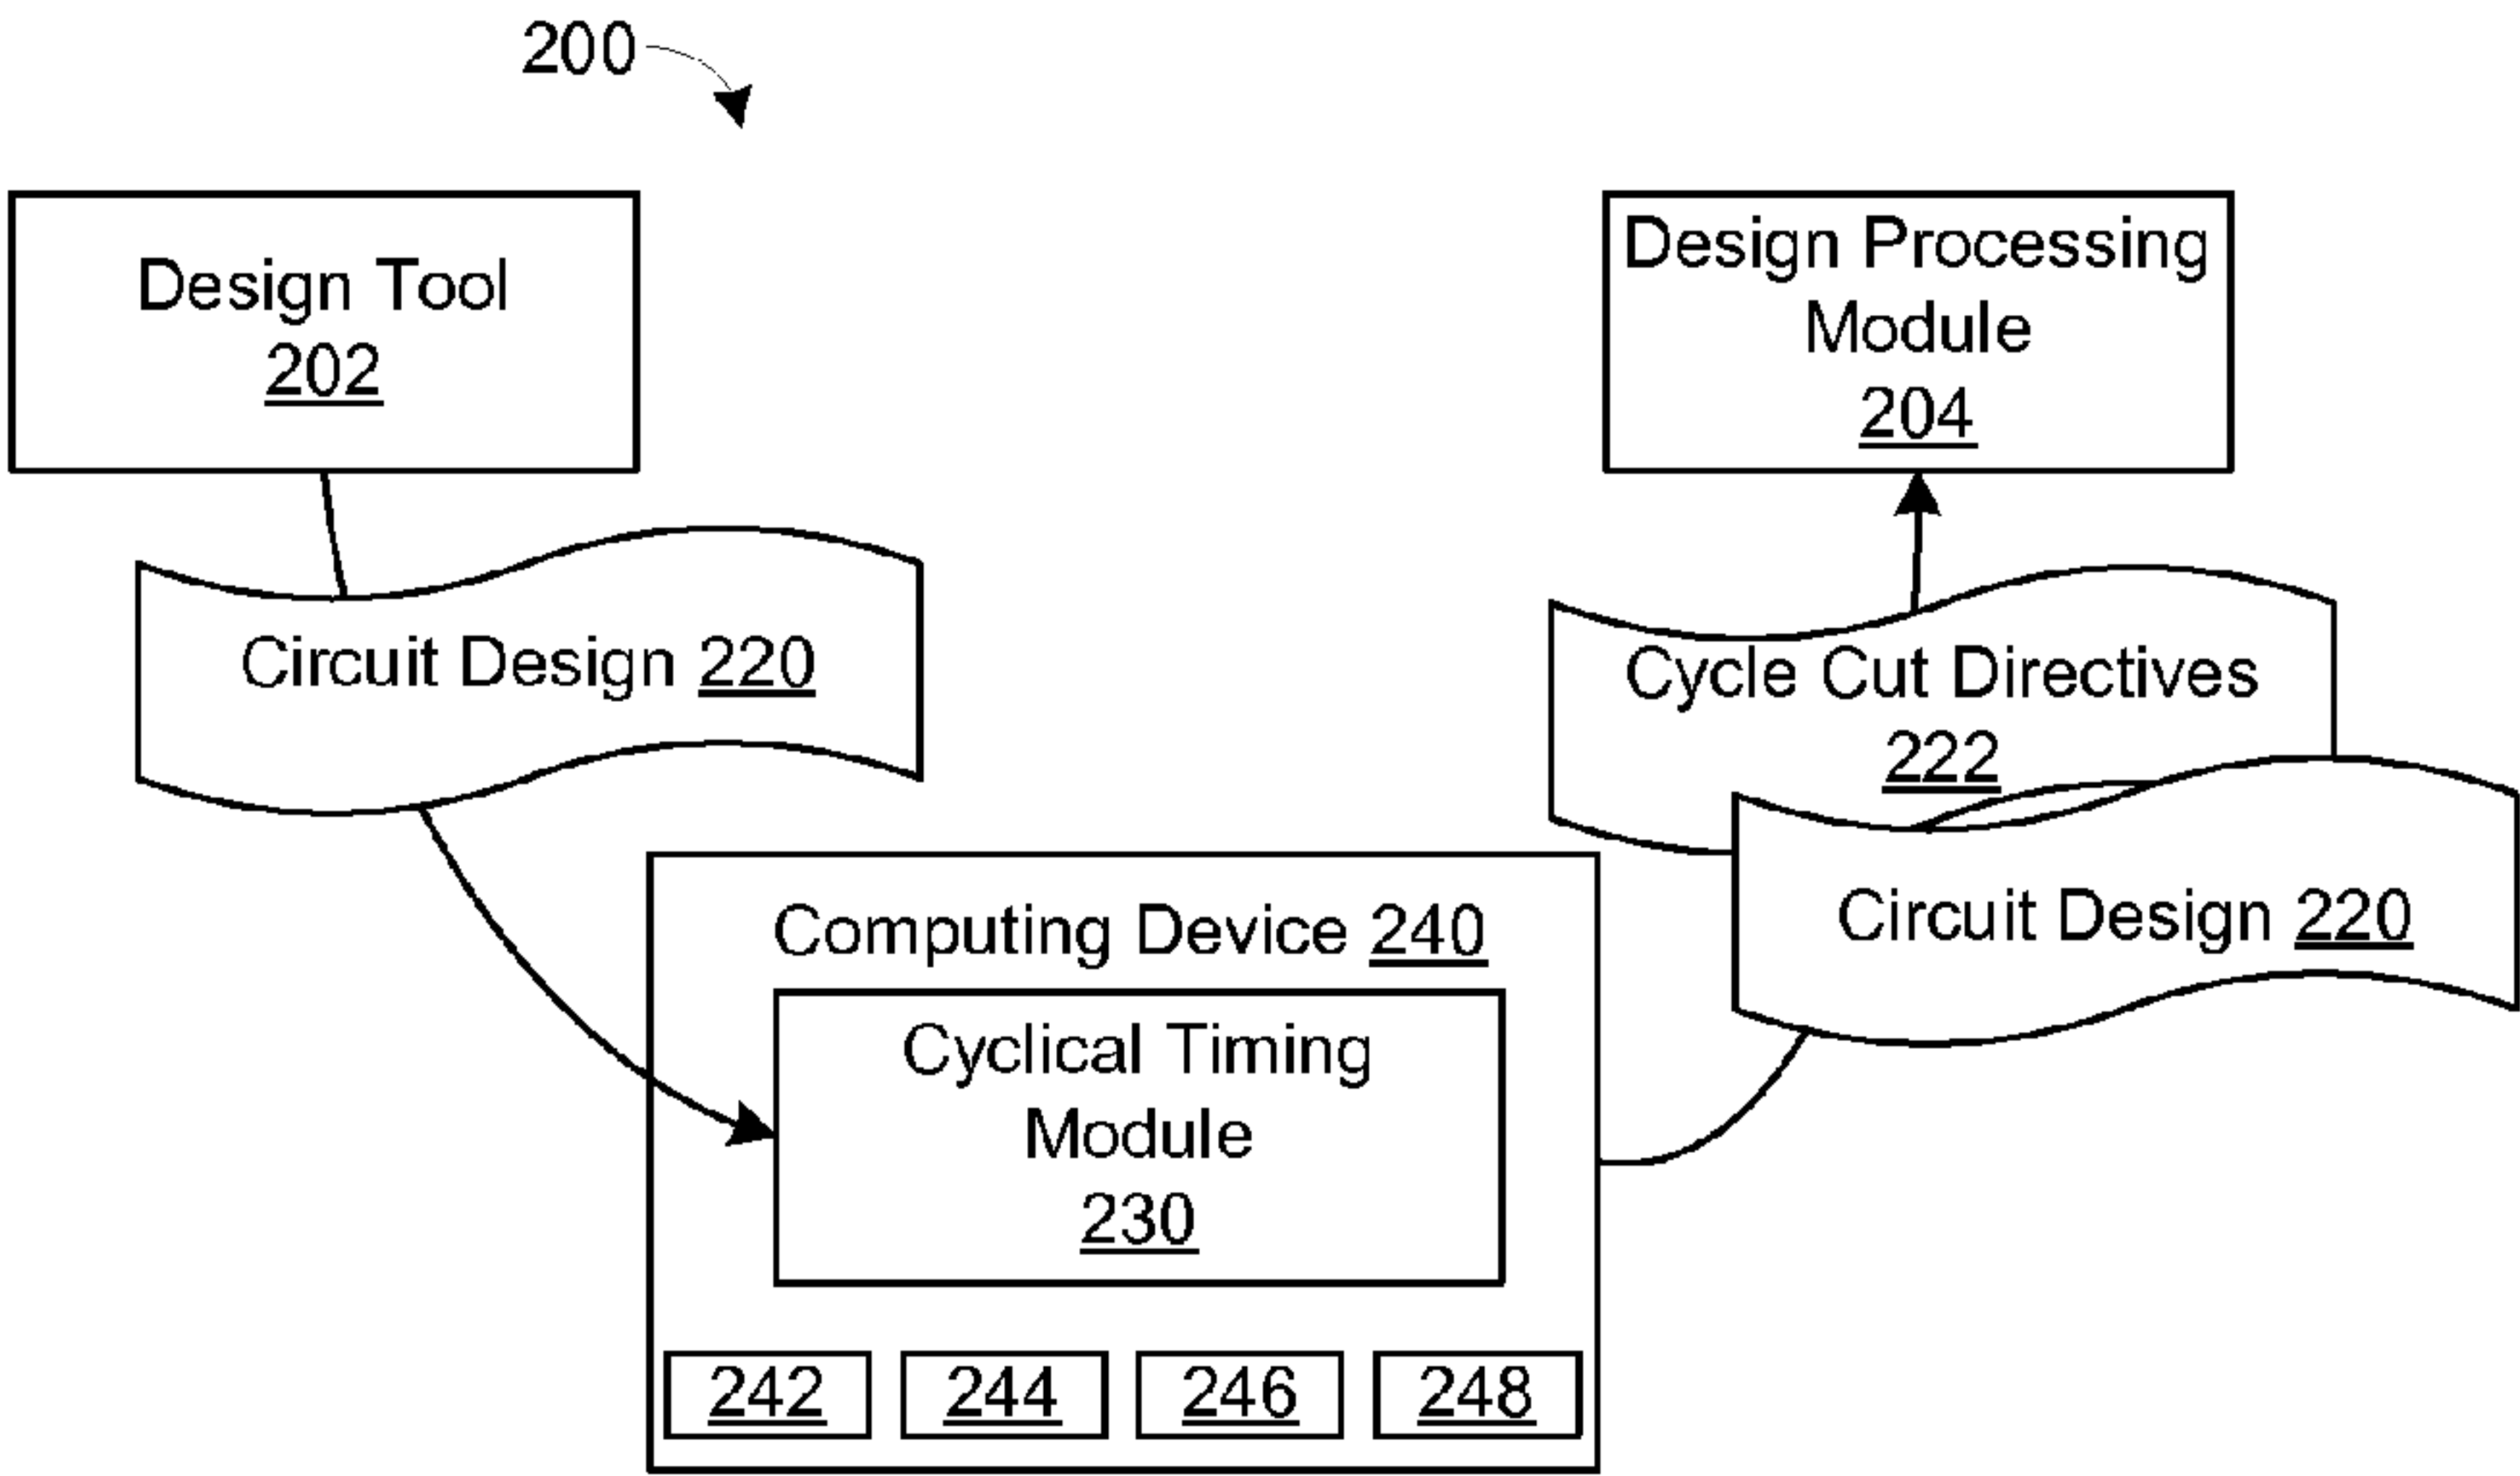 200
Design Tool
202
Design Processing
Module
204
Circuit Design 220
Cycle Cut Directives
222
Circuit Design 220
Computing Device 240
Cyclical Timing
Module
230
242
244
246
248